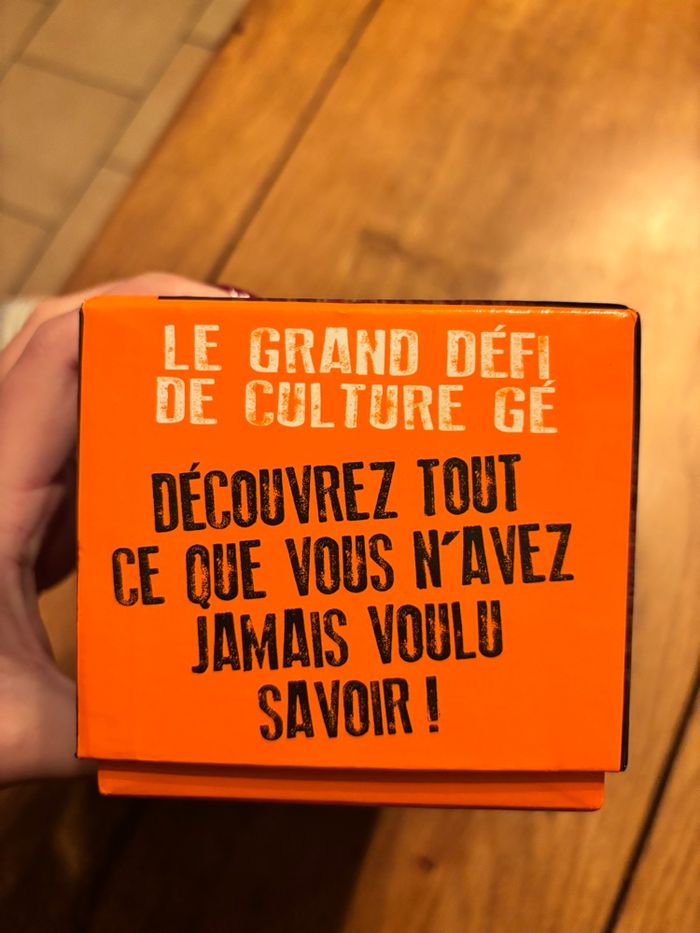 LE GRAND DÉFI
DE CULTURE GÉ
DÉCOUVREZ TOUT
CE QUE VOUS N'AVEZ
JAMAIS VOULU
SAVOIR !